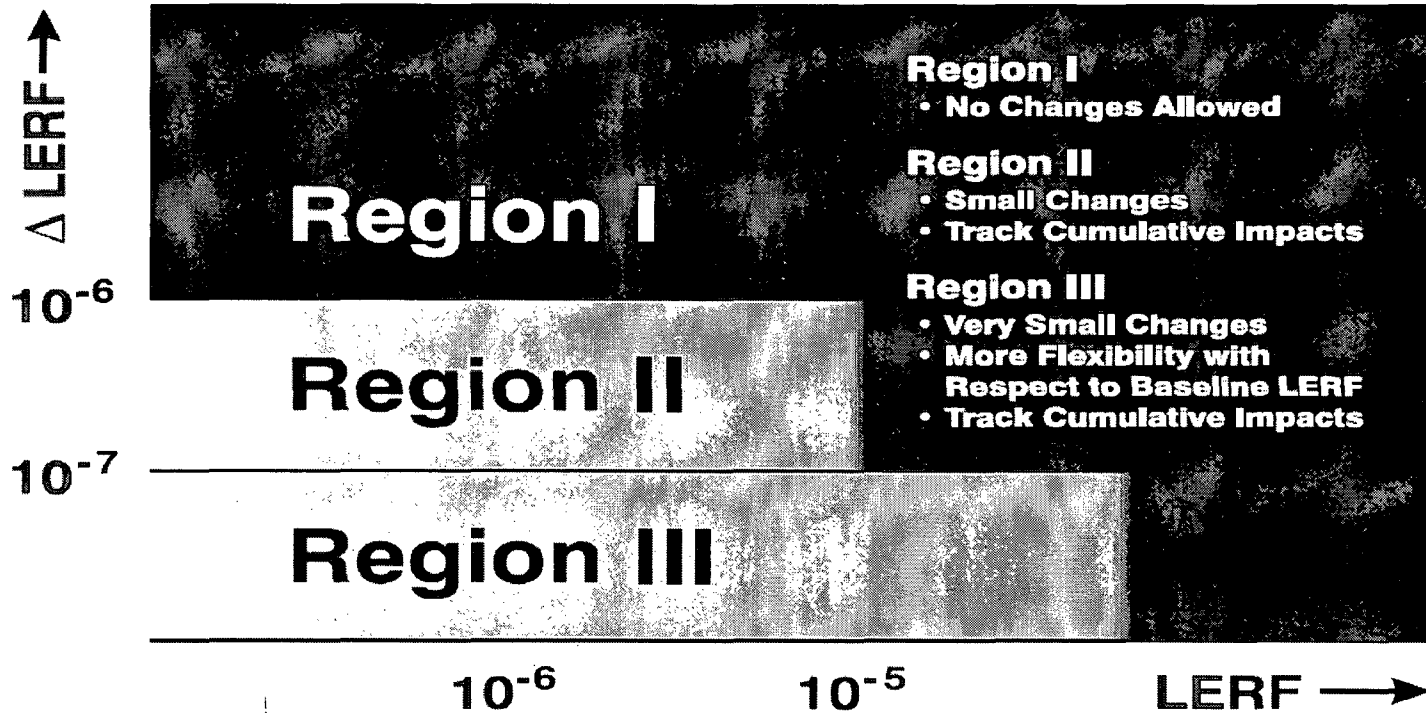 Δ LERF→
Region I
• No Changes Allowed
Region II
• Small Changes
• Track Cumulative Impacts
Region III
• Very Small Changes
• More Flexibility with
Respect to Baseline LERF
• Track Cumulative Impacts
Region I
10⁻⁶
Region II
10⁻⁷
Region III
10⁻⁶
10⁻⁵
LERF →